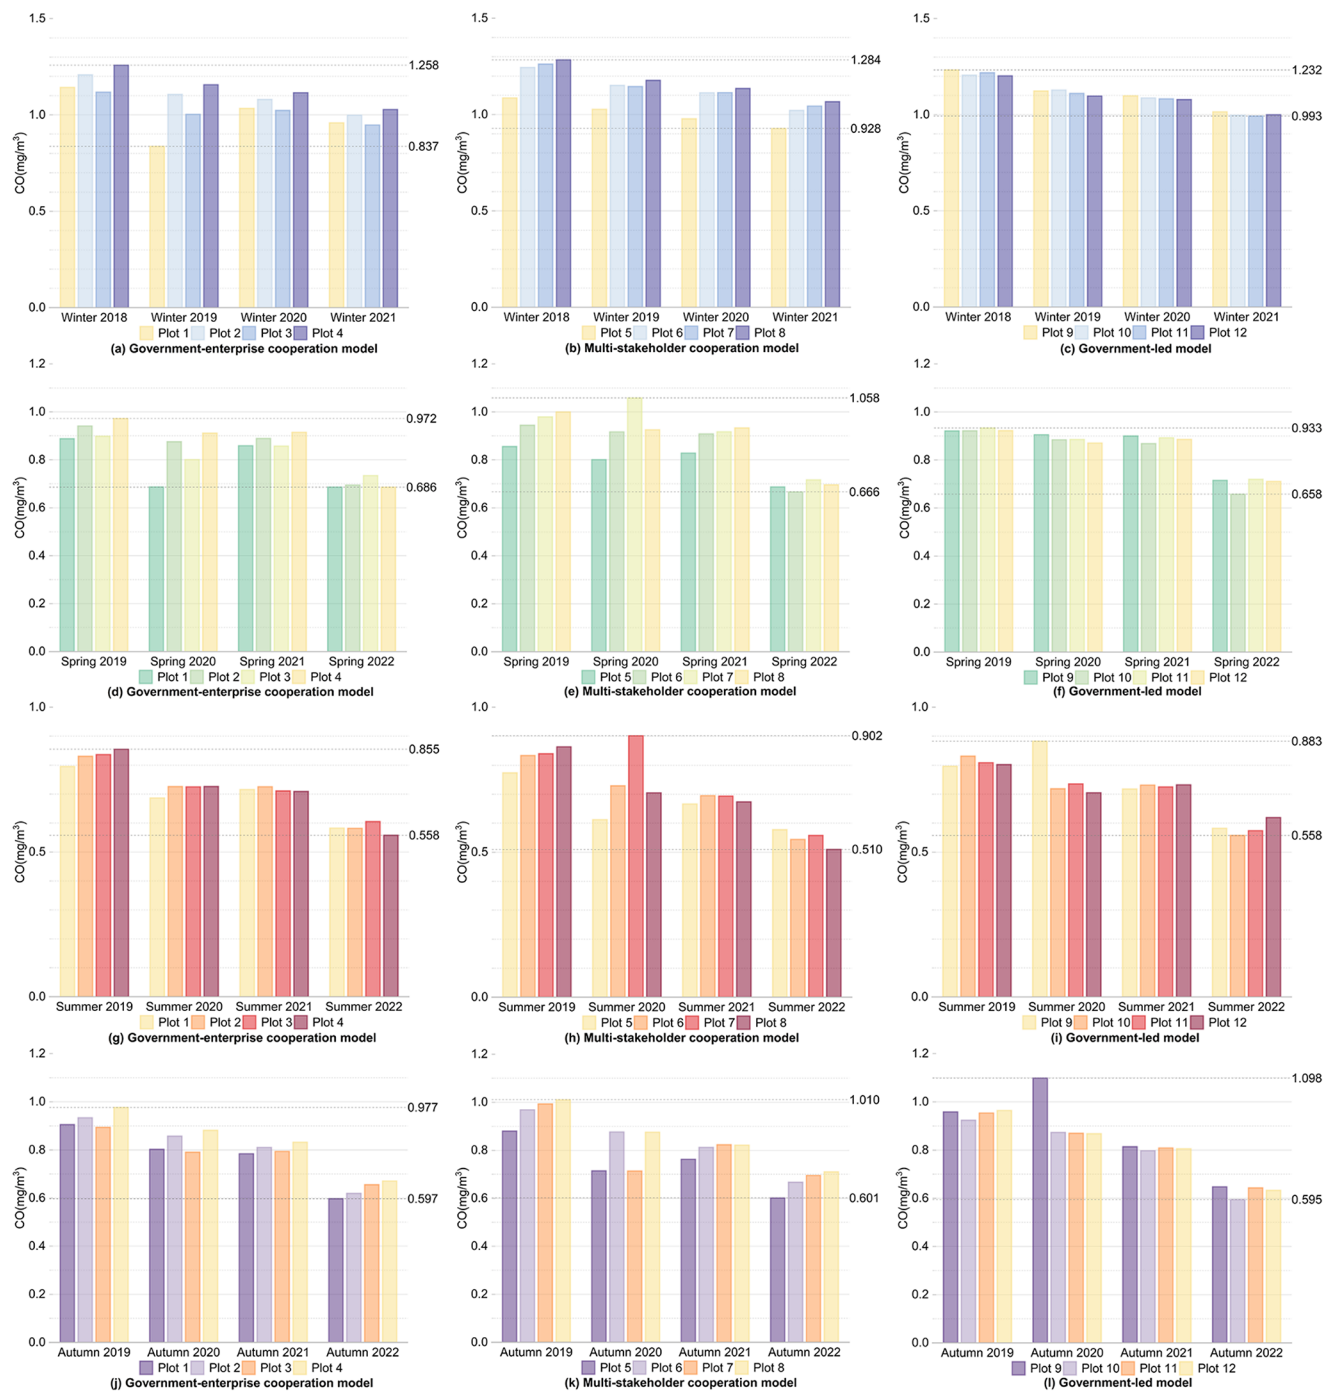 1.5
1.0
0.5
0.0
CO(mg/m³)
1.258
0.837
Winter 2018 Winter 2019 Winter 2020 Winter 2021
Plot 1 Plot 2 Plot 3 Plot 4
(a) Government-enterprise cooperation model
1.5
1.0
0.5
0.0
CO(mg/m³)
1.284
0.928
Winter 2018 Winter 2019 Winter 2020 Winter 2021
Plot 5 Plot 6 Plot 7 Plot 8
(b) Multi-stakeholder cooperation model
1.5
1.0
0.5
0.0
CO(mg/m³)
1.232
0.993
Winter 2018 Winter 2019 Winter 2020 Winter 2021
Plot 9 Plot 10 Plot 11 Plot 12
(c) Government-led model
1.2
1.0
0.8
0.6
0.4
0.2
0.0
CO(mg/m³)
0.972
0.686
Spring 2019 Spring 2020 Spring 2021 Spring 2022
Plot 1 Plot 2 Plot 3 Plot 4
(d) Government-enterprise cooperation model
1.2
1.0
0.8
0.6
0.4
0.2
0.0
CO(mg/m³)
1.058
0.666
Spring 2019 Spring 2020 Spring 2021 Spring 2022
Plot 5 Plot 6 Plot 7 Plot 8
(e) Multi-stakeholder cooperation model
1.2
1.0
0.8
0.6
0.4
0.2
0.0
CO(mg/m³)
0.933
0.658
Spring 2019 Spring 2020 Spring 2021 Spring 2022
Plot 9 Plot 10 Plot 11 Plot 12
(f) Government-led model
1.0
0.5
0.0
CO(mg/m³)
0.855
0.558
Summer 2019 Summer 2020 Summer 2021 Summer 2022
Plot 1 Plot 2 Plot 3 Plot 4
(g) Government-enterprise cooperation model
1.0
0.5
0.0
CO(mg/m³)
0.902
0.510
Summer 2019 Summer 2020 Summer 2021 Summer 2022
Plot 5 Plot 6 Plot 7 Plot 8
(h) Multi-stakeholder cooperation model
1.0
0.5
0.0
CO(mg/m³)
0.883
0.558
Summer 2019 Summer 2020 Summer 2021 Summer 2022
Plot 9 Plot 10 Plot 11 Plot 12
(i) Government-led model
1.2
1.0
0.8
0.6
0.4
0.2
0.0
CO(mg/m³)
0.977
0.597
Autumn 2019 Autumn 2020 Autumn 2021 Autumn 2022
Plot 1 Plot 2 Plot 3 Plot 4
(j) Government-enterprise cooperation model
1.2
1.0
0.8
0.6
0.4
0.2
0.0
CO(mg/m³)
1.010
0.601
Autumn 2019 Autumn 2020 Autumn 2021 Autumn 2022
Plot 5 Plot 6 Plot 7 Plot 8
(k) Multi-stakeholder cooperation model
1.2
1.0
0.8
0.6
0.4
0.2
0.0
CO(mg/m³)
1.098
0.595
Autumn 2019 Autumn 2020 Autumn 2021 Autumn 2022
Plot 9 Plot 10 Plot 11 Plot 12
(l) Government-led model